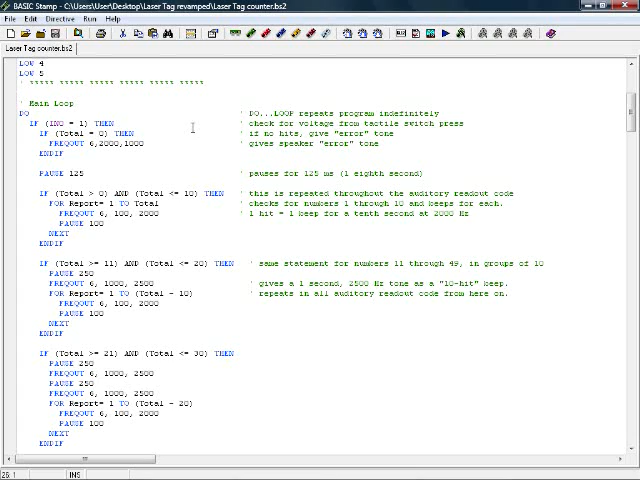 BASIC Stamp - C:\Users\User\Desktop\Laser Tag revamped\Laser Tag counter.bs2
File Edit Directive Run Help
Laser Tag counter.bs2
LOW 4
LOW 5
' ***** ***** ***** ***** ***** *****
' Main Loop
DO ' DO...LOOP repeats program indefinitely
IF (IN0 = 1) THEN ' check for voltage from tactile switch press
IF (Total = 0) THEN ' if no hits, give "error" tone
FREQOUT 6,2000,1000 ' gives speaker "error" tone
ENDIF
PAUSE 125 ' pauses for 125 ms (1 eighth second)
IF (Total > 0) AND (Total <= 10) THEN ' this is repeated throughout the auditory readout code
FOR Report= 1 TO Total ' checks for numbers 1 through 10 and beeps for each.
FREQOUT 6, 100, 2000 ' 1 hit = 1 beep for a tenth second at 2000 Hz
PAUSE 100
NEXT
ENDIF
IF (Total >= 11) AND (Total <= 20) THEN ' same statement for numbers 11 through 49, in groups of 10
PAUSE 250
FREQOUT 6, 1000, 2500 ' gives a 1 second, 2500 Hz tone as a "10-hit" beep.
FOR Report= 1 TO (Total - 10) ' repeats in all auditory readout code from here on.
FREQOUT 6, 100, 2000
PAUSE 100
NEXT
ENDIF
IF (Total >= 21) AND (Total <= 30) THEN
PAUSE 250
FREQOUT 6, 1000, 2500
PAUSE 250
FREQOUT 6, 1000, 2500
FOR Report= 1 TO (Total - 20)
FREQOUT 6, 100, 2000
PAUSE 100
NEXT
ENDIF
26: 1 INS